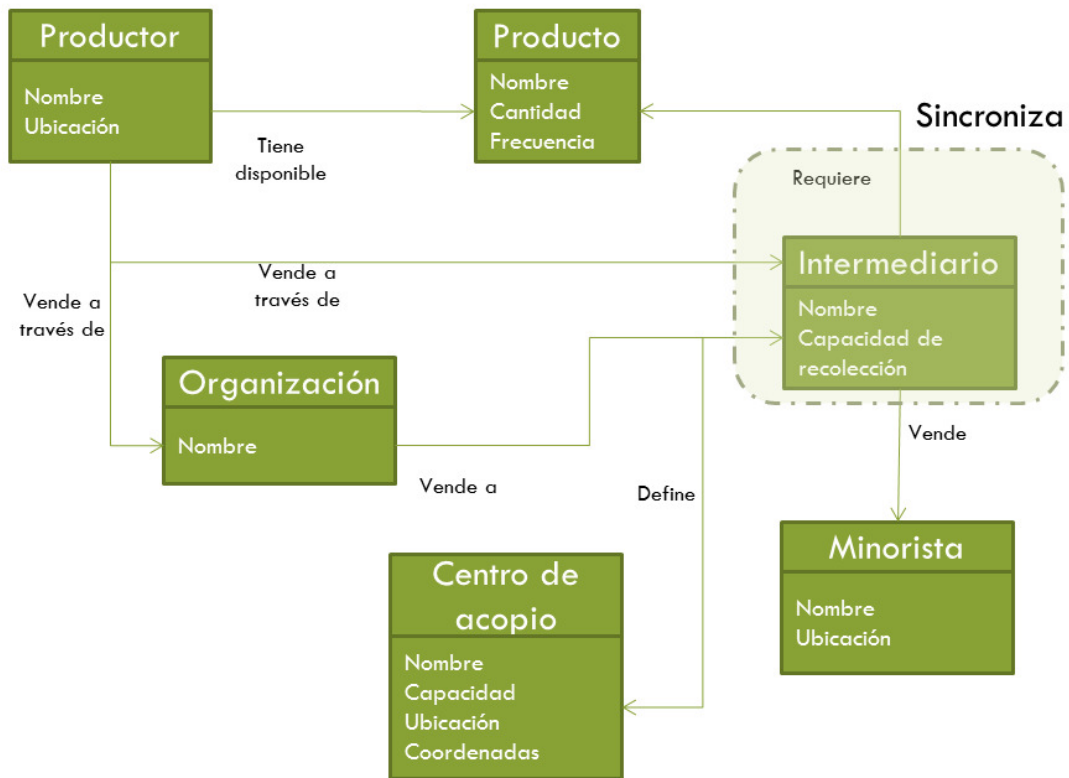 Productor
Nombre
Ubicación
Producto
Nombre
Cantidad
Frecuencia
Tiene
disponible
Sincroniza
Requiere
Intermediario
Nombre
Capacidad de
recolección
Vende a
través de
Vende a
través de
Organización
Nombre
Vende a
Define
Vende
Centro de
acopio
Nombre
Capacidad
Ubicación
Coordenadas
Minorista
Nombre
Ubicación